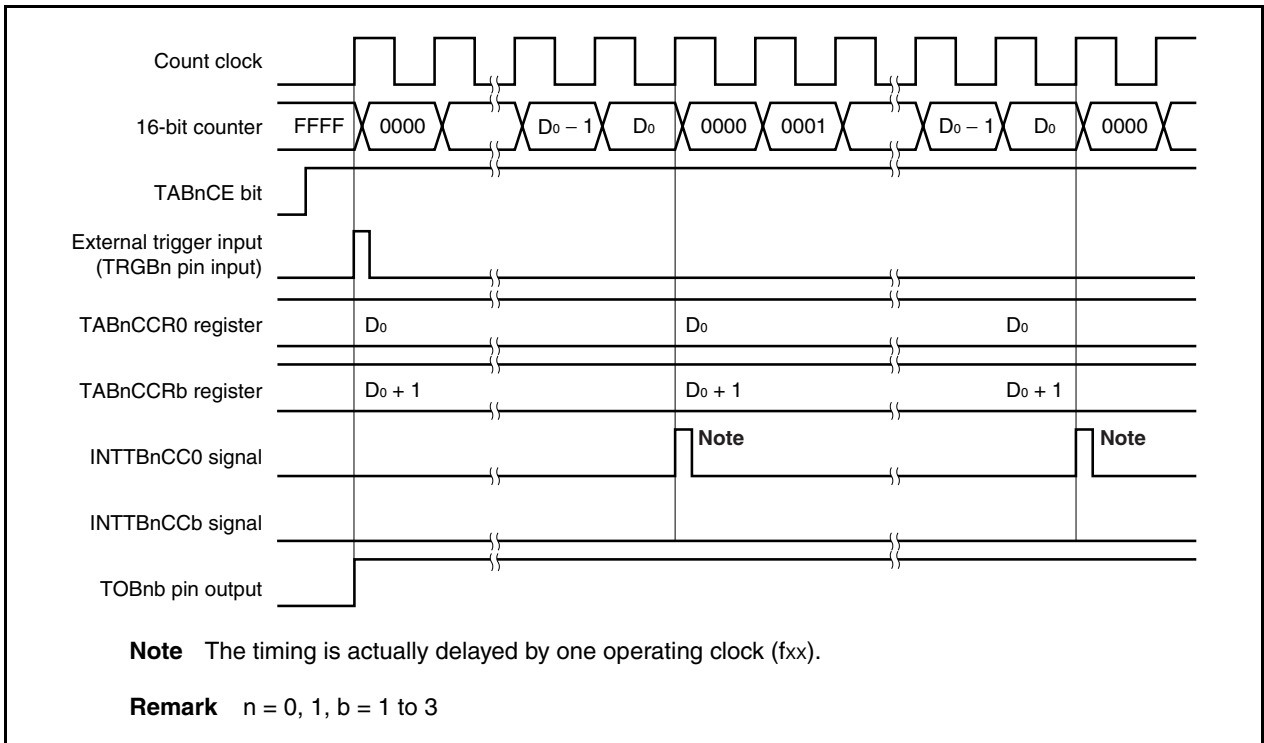 Count clock
16-bit counter FFFF 0000 D0 − 1 D0 0000 0001 D0 − 1 D0 0000
TABnCE bit
External trigger input
(TRGBn pin input)
TABnCCR0 register D0 D0 D0
TABnCCRb register D0 + 1 D0 + 1 D0 + 1
Note Note
INTTBnCC0 signal
INTTBnCCb signal
TOBnb pin output
Note The timing is actually delayed by one operating clock (fxx).
Remark n = 0, 1, b = 1 to 3